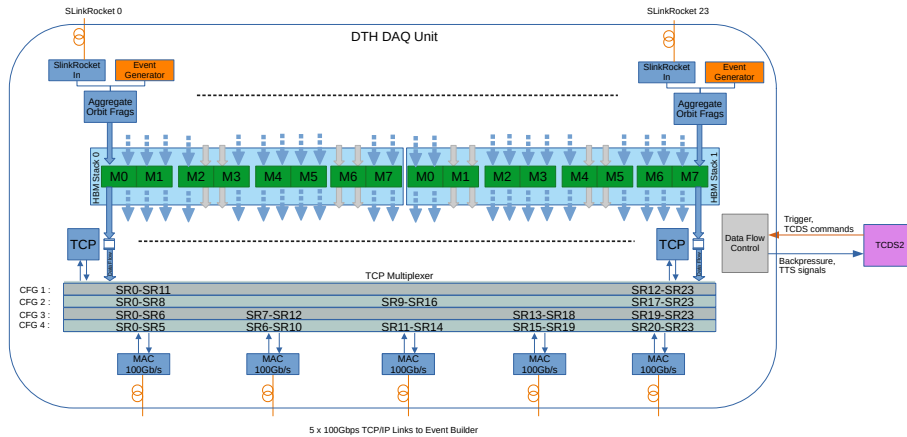 SLinkRocket 0
SLinkRocket 23
DTH DAQ Unit
SlinkRocket
In
Event
Generator
SlinkRocket
In
Event
Generator
Aggregate
Orbit Frags
Aggregate
Orbit Frags
HBM Stack 0
M0 M1 M2 M3 M4 M5 M6 M7
M0 M1 M2 M3 M4 M5 M6 M7
HBM Stack 1
TCP
Data Flow
TCP
Data Flow
Data Flow
Control
Trigger,
TCDS commands
Backpressure,
TTS signals
TCDS2
TCP Multiplexer
CFG 1 : SR0-SR11 SR12-SR23
CFG 2 : SR0-SR8 SR9-SR16 SR17-SR23
CFG 3 : SR0-SR6 SR7-SR12 SR13-SR18 SR19-SR23
CFG 4 : SR0-SR5 SR6-SR10 SR11-SR14 SR15-SR19 SR20-SR23
MAC
100Gb/s
MAC
100Gb/s
MAC
100Gb/s
MAC
100Gb/s
MAC
100Gb/s
5 x 100Gbps TCP/IP Links to Event Builder